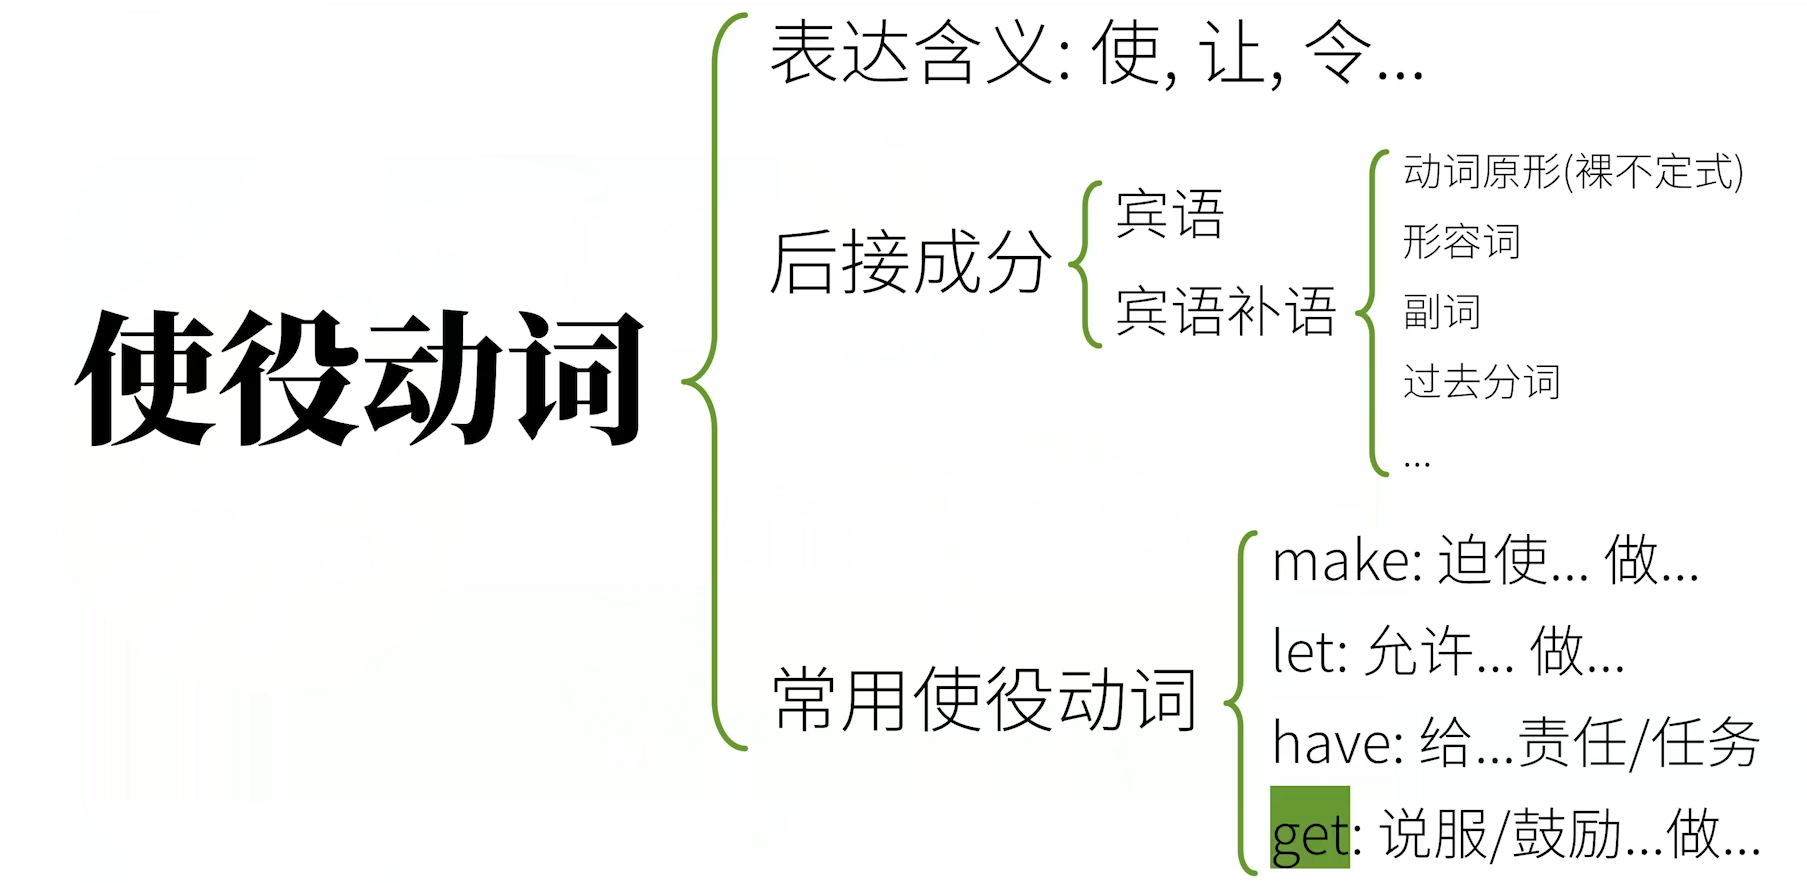 使役动词
表达含义: 使, 让, 令...
后接成分
宾语
宾语补语
动词原形(裸不定式)
形容词
副词
过去分词
...
常用使役动词
make: 迫使... 做...
let: 允许... 做...
have: 给...责任/任务
get: 说服/鼓励...做...